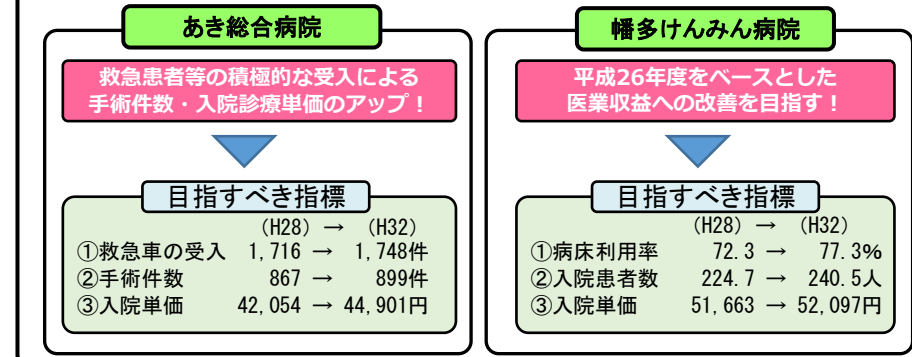 あき総合病院
救急患者等の積極的な受入による
手術件数・入院診療単価のアップ！
目指すべき指標
(H28) → (H32)
①救急車の受入 1,716 → 1,748件
②手術件数 867 → 899件
③入院単価 42,054 → 44,901円
幡多けんみん病院
平成26年度をベースとした
医業収益への改善を目指す！
目指すべき指標
(H28) → (H32)
①病床利用率 72.3 → 77.3%
②入院患者数 224.7 → 240.5人
③入院単価 51,663 → 52,097円